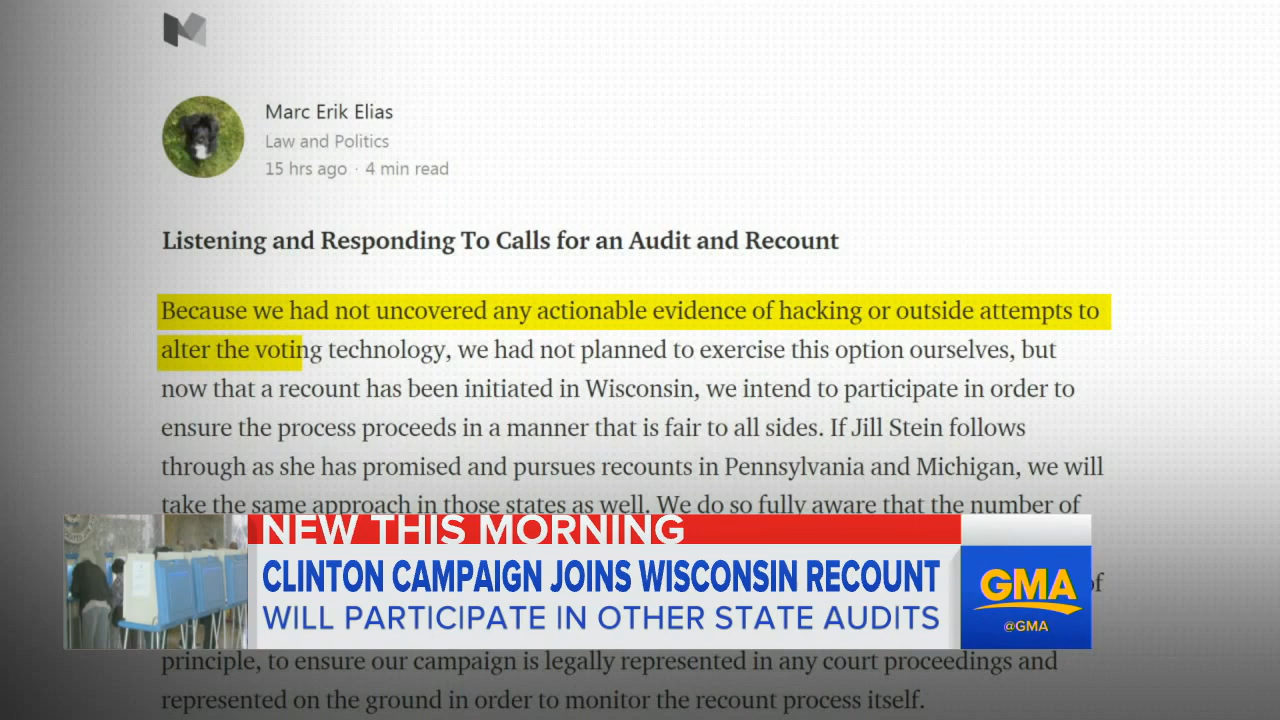 Marc Erik Elias
Law and Politics
15 hrs ago · 4 min read
Listening and Responding To Calls for an Audit and Recount
Because we had not uncovered any actionable evidence of hacking or outside attempts to
alter the voting technology, we had not planned to exercise this option ourselves, but
now that a recount has been initiated in Wisconsin, we intend to participate in order to
ensure the process proceeds in a manner that is fair to all sides. If Jill Stein follows
through as she has promised and pursues recounts in Pennsylvania and Michigan, we will
take the same approach in those states as well. We do so fully aware that the number of
NEW THIS MORNING
CLINTON CAMPAIGN JOINS WISCONSIN RECOUNT
WILL PARTICIPATE IN OTHER STATE AUDITS
GMA
@GMA
of
principle, to ensure our campaign is legally represented in any court proceedings and
represented on the ground in order to monitor the recount process itself.